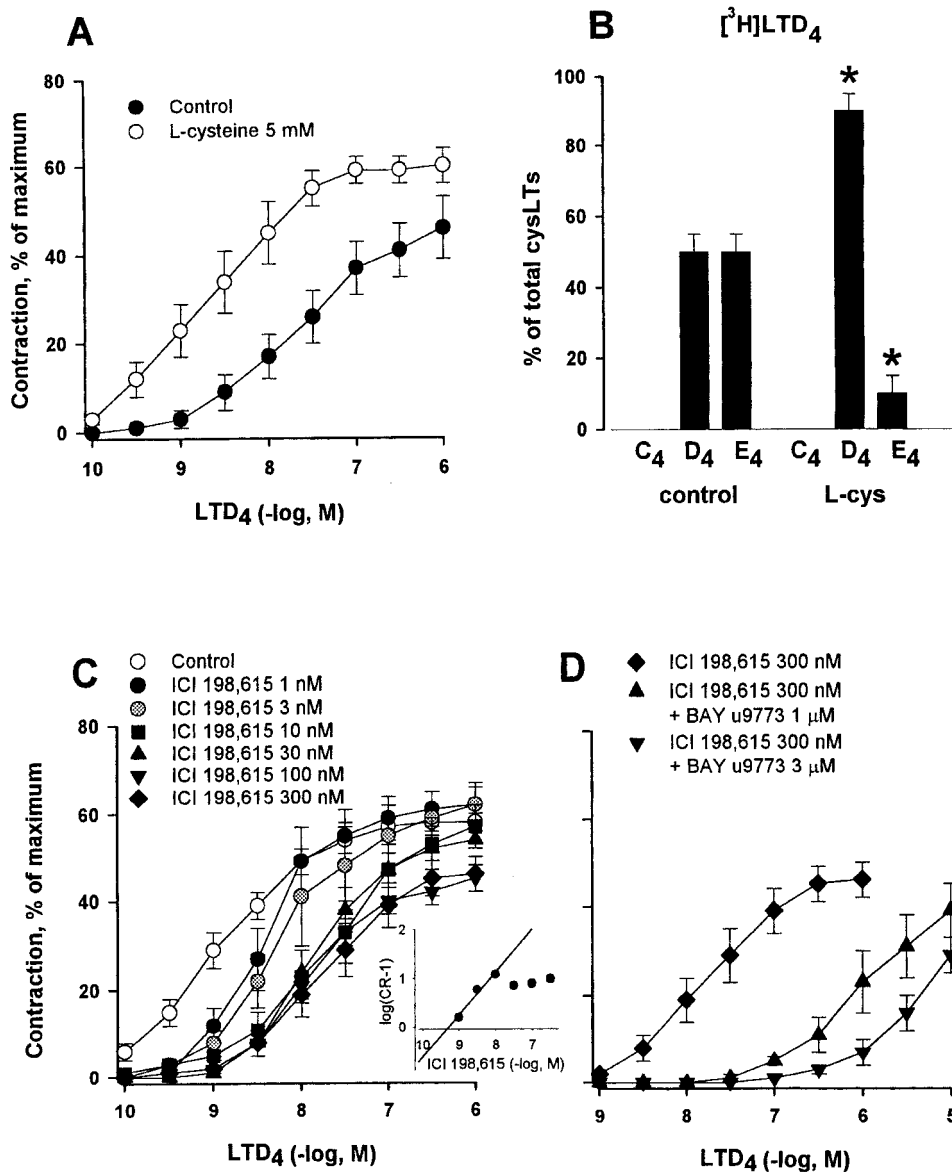 A
Control
L-cysteine 5 mM
Contraction, % of maximum
80
60
40
20
0
10 9 8 7 6
LTD4 (-log, M)
B
[³H]LTD4
% of total cysLTs
100
80
60
40
20
0
*
*
C4 D4 E4 C4 D4 E4
control L-cys
C
Control
ICI 198,615 1 nM
ICI 198,615 3 nM
ICI 198,615 10 nM
ICI 198,615 30 nM
ICI 198,615 100 nM
ICI 198,615 300 nM
Contraction, % of maximum
80
60
40
20
0
10 9 8 7 6
LTD4 (-log, M)
log(CR-1)
2
1
0
10 9 8 7
ICI 198,615 (-log, M)
D
ICI 198,615 300 nM
ICI 198,615 300 nM
+ BAY u9773 1 μM
ICI 198,615 300 nM
+ BAY u9773 3 μM
9 8 7 6 5
LTD4 (-log, M)